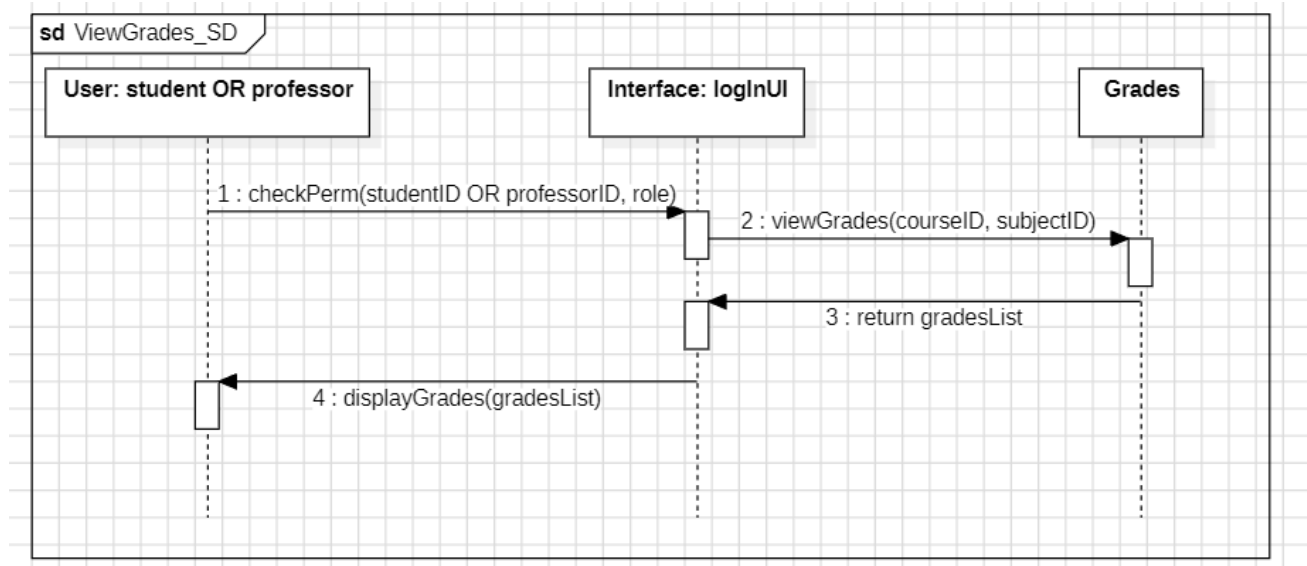 sd ViewGrades_SD
User: student OR professor
Interface: logInUI
Grades
1 : checkPerm(studentID OR professorID, role)
2 : viewGrades(courseID, subjectID)
3 : return gradesList
4 : displayGrades(gradesList)